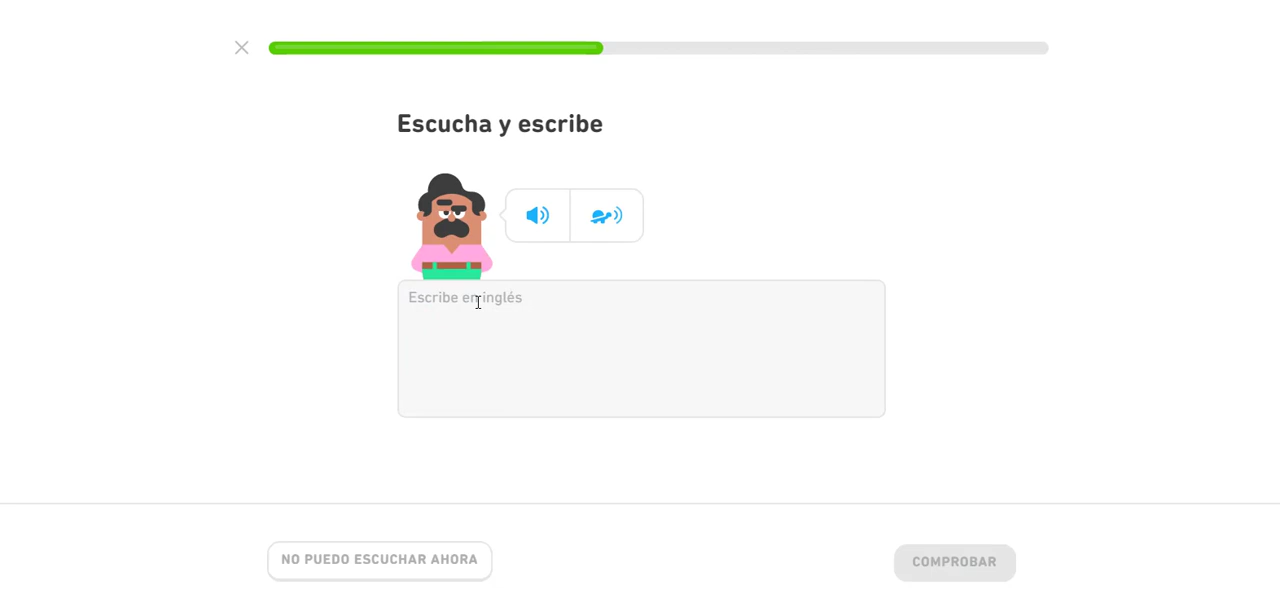 Escucha y escribe
Escribe en inglés
NO PUEDO ESCUCHAR AHORA
COMPROBAR